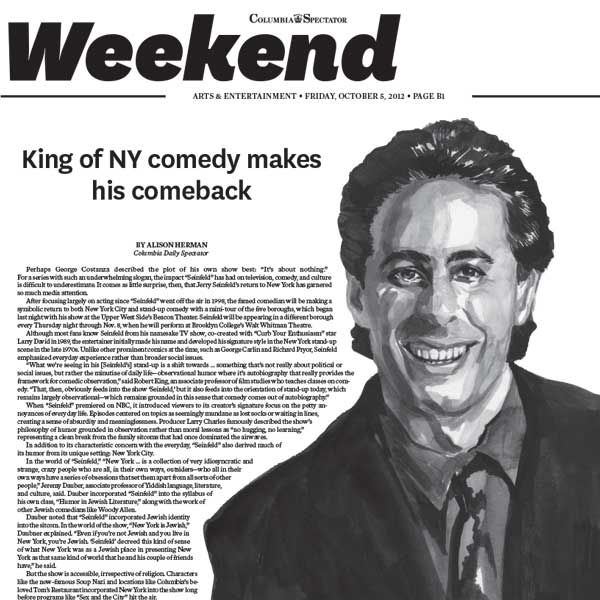 COLUMBIA SPECTATOR
Weekend
ARTS & ENTERTAINMENT • FRIDAY, OCTOBER 5, 2012 • PAGE B1
King of NY comedy makes
his comeback
BY ALISON HERMAN
Columbia Daily Spectator
Perhaps George Costanza described the plot of his own show best: “It’s about nothing.”
For a series with such an underwhelming slogan, the impact “Seinfeld” has had on television, comedy, and culture
is difficult to underestimate. It comes as little surprise, then, that Jerry Seinfeld’s return to New York has garnered
so much media attention.
After focusing largely on acting since “Seinfeld” went off the air in 1998, the famed comedian will be making a
symbolic return to both New York City and stand-up comedy with a mini-tour of the five boroughs, which began
last night with his show at the Upper West Side’s Beacon Theater. Seinfeld will be appearing in a different borough
every Thursday night through Nov. 8, when he will perform at Brooklyn College’s Walt Whitman Theatre.
Although most fans know Seinfeld from his namesake TV show, co-created with “Curb Your Enthusiasm” star
Larry David in 1989, the entertainer initially made his name and developed his signature style in the New York stand-up
scene in the late 1970s. Unlike other prominent comics at the time, such as George Carlin and Richard Pryor, Seinfeld
emphasized everyday experience rather than broader social issues.
“What we’re seeing in his [Seinfeld’s] stand-up is a shift towards ... something that’s not really about political or
social issues, but rather the minutiae of daily life—observational humor where it’s autobiography that really provides the
framework for comedic observation,” said Robert King, an associate professor of film studies who teaches classes on com-
edy. “That, then, obviously feeds into the show ‘Seinfeld,’ but it also feeds into the orientation of stand-up today, which
remains largely observational—which remains grounded in this sense that comedy comes out of autobiography.”
When “Seinfeld” premiered on NBC, it introduced viewers to its creator’s signature focus on the petty an-
noyances of everyday life. Episodes centered on topics as seemingly mundane as lost socks or waiting in lines,
creating a sense of absurdity and meaninglessness. Producer Larry Charles famously described the show’s
philosophy of humor grounded in observation rather than moral lessons as “no hugging, no learning,”
representing a clean break from the family sitcoms that had once dominated the airwaves.
In addition to its characteristic concern with the everyday, “Seinfeld” also derived much of
its humor from its unique setting: New York City.
In the world of “Seinfeld,” “New York ... is a collection of very idiosyncratic and
strange, crazy people who are all, in their own ways, outsiders—who all in their
own ways have a series of obsessions that set them apart from all sorts of other
people,” Jeremy Dauber, associate professor of Yiddish language, literature,
and culture, said. Dauber incorporated “Seinfeld” into the syllabus of
his own class, “Humor in Jewish Literature,” along with the work of
other Jewish comedians like Woody Allen.
Dauber noted that “Seinfeld” incorporated Jewish identity
into the sitcom. In the world of the show, “New York is Jewish,”
Daubner explained. “Even if you’re not Jewish and you live in
New York, you’re Jewish. ‘Seinfeld’ decreed this kind of sense
of what New York was as a Jewish place in presenting New
York as that same kind of world that he and his couple of friends
have,” he said.
But the show is accessible, irrespective of religion. Characters
like the now-famous Soup Nazi and locations like Columbia’s be-
loved Tom’s Restaurant incorporated New York into the show long
before programs like “Sex and the City” hit the air.